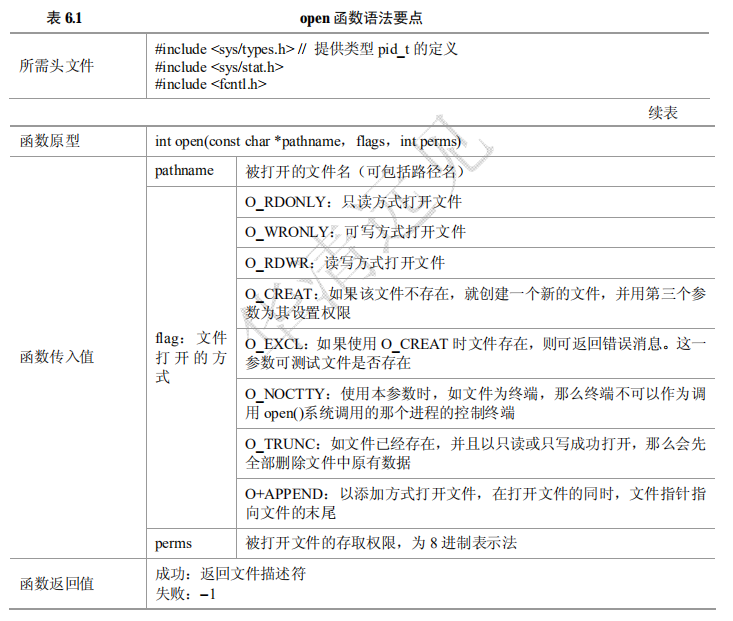 表 6.1 open 函数语法要点
所需头文件
#include <sys/types.h> // 提供类型 pid_t 的定义
#include <sys/stat.h>
#include <fcntl.h>
续表
函数原型
int open(const char *pathname，flags，int perms)
函数传入值
pathname
被打开的文件名（可包括路径名）
flag：文件
打开的方
式
O_RDONLY：只读方式打开文件
O_WRONLY：可写方式打开文件
O_RDWR：读写方式打开文件
O_CREAT：如果该文件不存在，就创建一个新的文件，并用第三个参
数为其设置权限
O_EXCL：如果使用 O_CREAT 时文件存在，则可返回错误消息。这一
参数可测试文件是否存在
O_NOCTTY：使用本参数时，如文件为终端，那么终端不可以作为调
用 open()系统调用的那个进程的控制终端
O_TRUNC：如文件已经存在，并且以只读或只写成功打开，那么会先
全部删除文件中原有数据
O+APPEND：以添加方式打开文件，在打开文件的同时，文件指针指
向文件的末尾
perms
被打开文件的存取权限，为 8 进制表示法
函数返回值
成功：返回文件描述符
失败：–1
华清远见